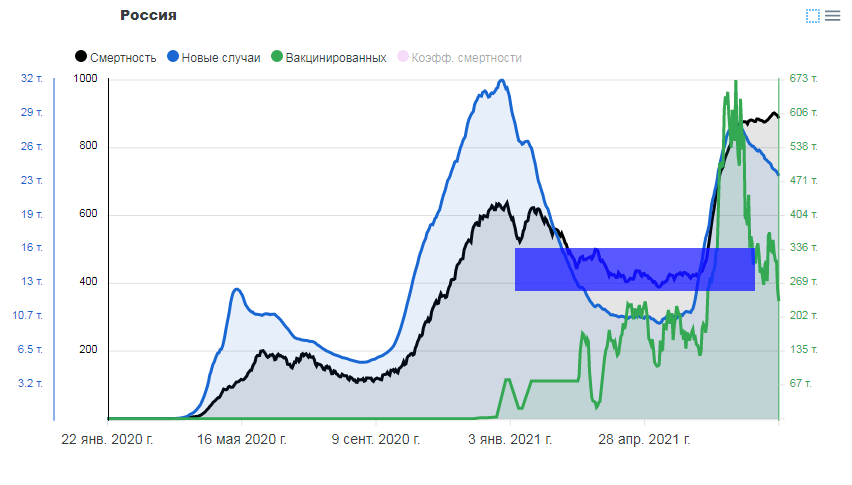 Россия
Смертность Новые случаи Вакцинированных Коэфф. смертности
32 т. 1000 673 т.
29 т. 606 т.
26 т. 800 538 т.
23 т. 471 т.
19 т. 600 404 т.
16 т. 336 т.
13 т. 400 269 т.
10.7 т. 202 т.
6.5 т. 200 135 т.
3.2 т. 67 т.
22 янв. 2020 г. 16 мая 2020 г. 9 сент. 2020 г. 3 янв. 2021 г. 28 апр. 2021 г.